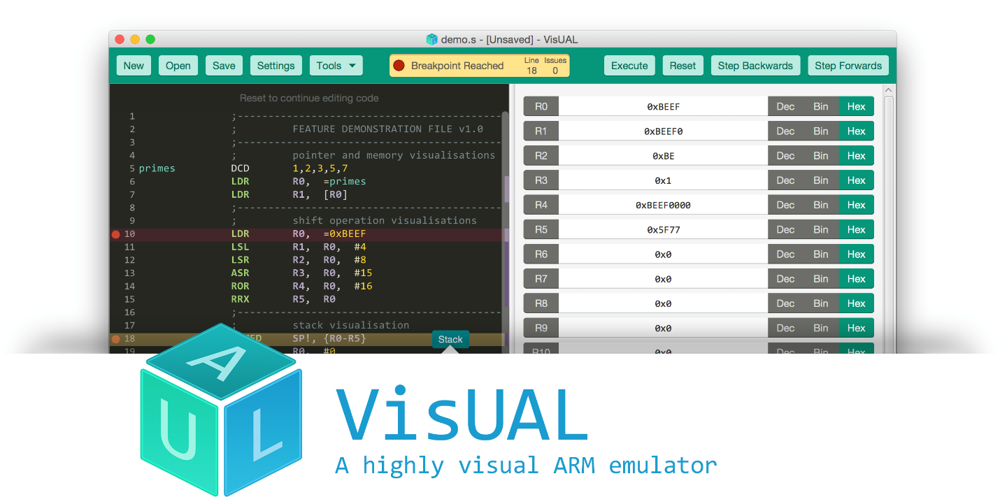 demo.s - [Unsaved] - VisUAL
New Open Save Settings Tools Breakpoint Reached Line 18 Issues 0 Execute Reset Step Backwards Step Forwards
Reset to continue editing code
1 ;--------------------------------------------
2 ; FEATURE DEMONSTRATION FILE v1.0
3 ;--------------------------------------------
4 ; pointer and memory visualisations
5 primes DCD 1,2,3,5,7
6 LDR R0, =primes
7 LDR R1, [R0]
8 ;--------------------------------------------
9 ; shift operation visualisations
10 LDR R0, =0xBEEF
11 LSL R1, R0, #4
12 LSR R2, R0, #8
13 ASR R3, R0, #15
14 ROR R4, R0, #16
15 RRX R5, R0
16 ;--------------------------------------------
17 ; stack visualisation
18 SP!, {R0-R5} Stack
19 R0, #0
R0 0xBEEF Dec Bin Hex
R1 0xBEEF0 Dec Bin Hex
R2 0xBE Dec Bin Hex
R3 0x1 Dec Bin Hex
R4 0xBEEF0000 Dec Bin Hex
R5 0x5F77 Dec Bin Hex
R6 0x0 Dec Bin Hex
R7 0x0 Dec Bin Hex
R8 0x0 Dec Bin Hex
R9 0x0 Dec Bin Hex
R10 0x0 Dec Bin Hex
A
U L
VisUAL
A highly visual ARM emulator